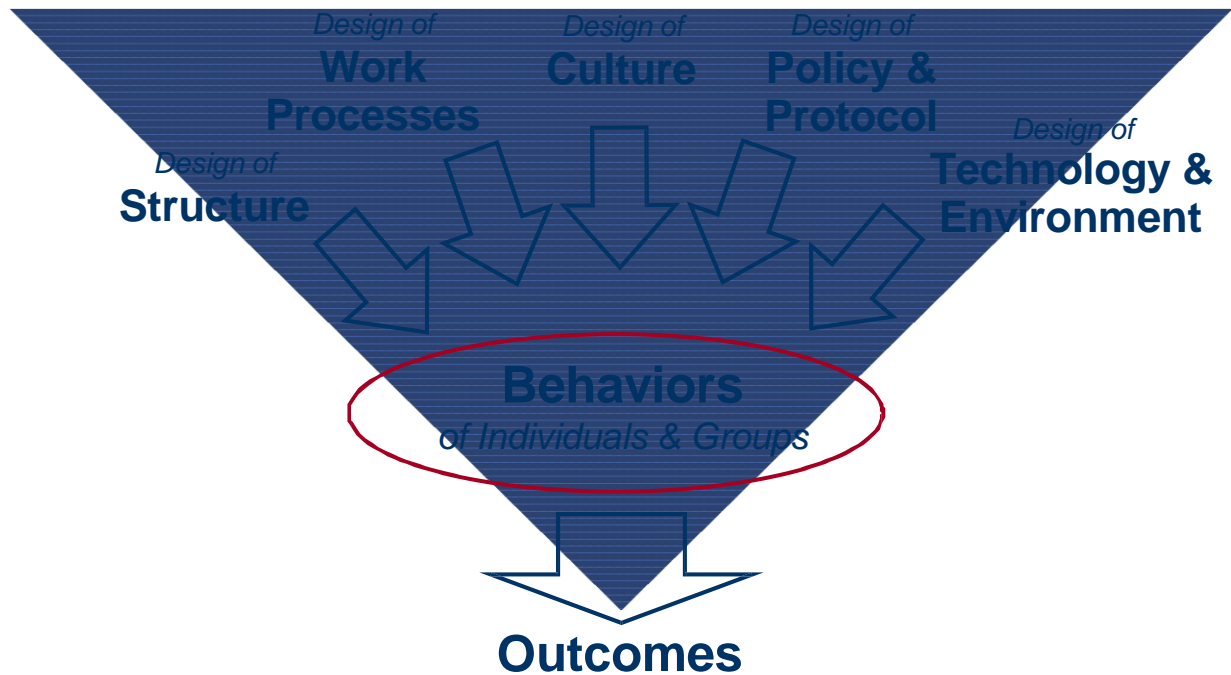 Design of
Work
Processes
Design of
Culture
Design of
Policy &
Protocol
Design of
Structure
Design of
Technology &
Environment
Behaviors
of Individuals & Groups
Outcomes